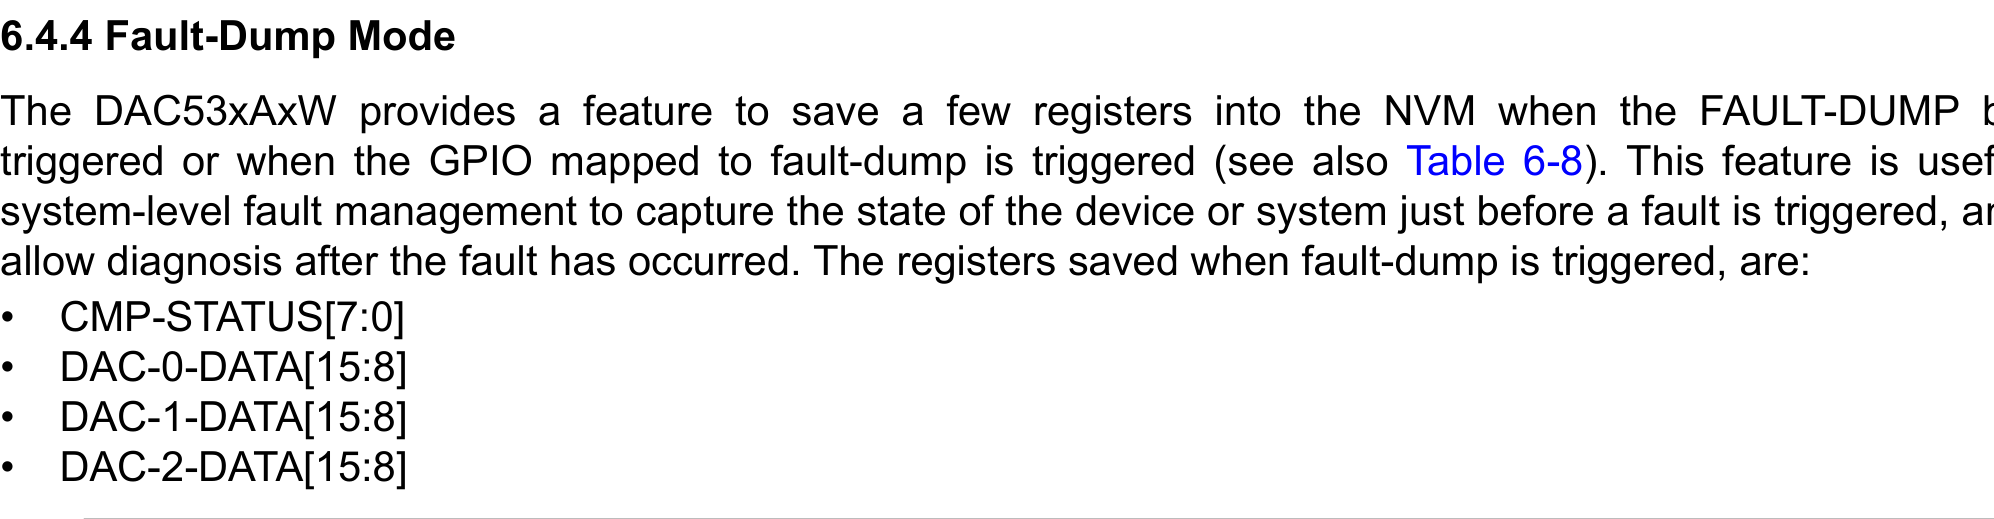 6.4.4 Fault-Dump Mode
The DAC53xAxW provides a feature to save a few registers into the NVM when the FAULT-DUMP
triggered or when the GPIO mapped to fault-dump is triggered (see also Table 6-8). This feature is
system-level fault management to capture the state of the device or system just before a fault is triggered,
allow diagnosis after the fault has occurred. The registers saved when fault-dump is triggered, are:
• CMP-STATUS[7:0]
• DAC-0-DATA[15:8]
• DAC-1-DATA[15:8]
• DAC-2-DATA[15:8]